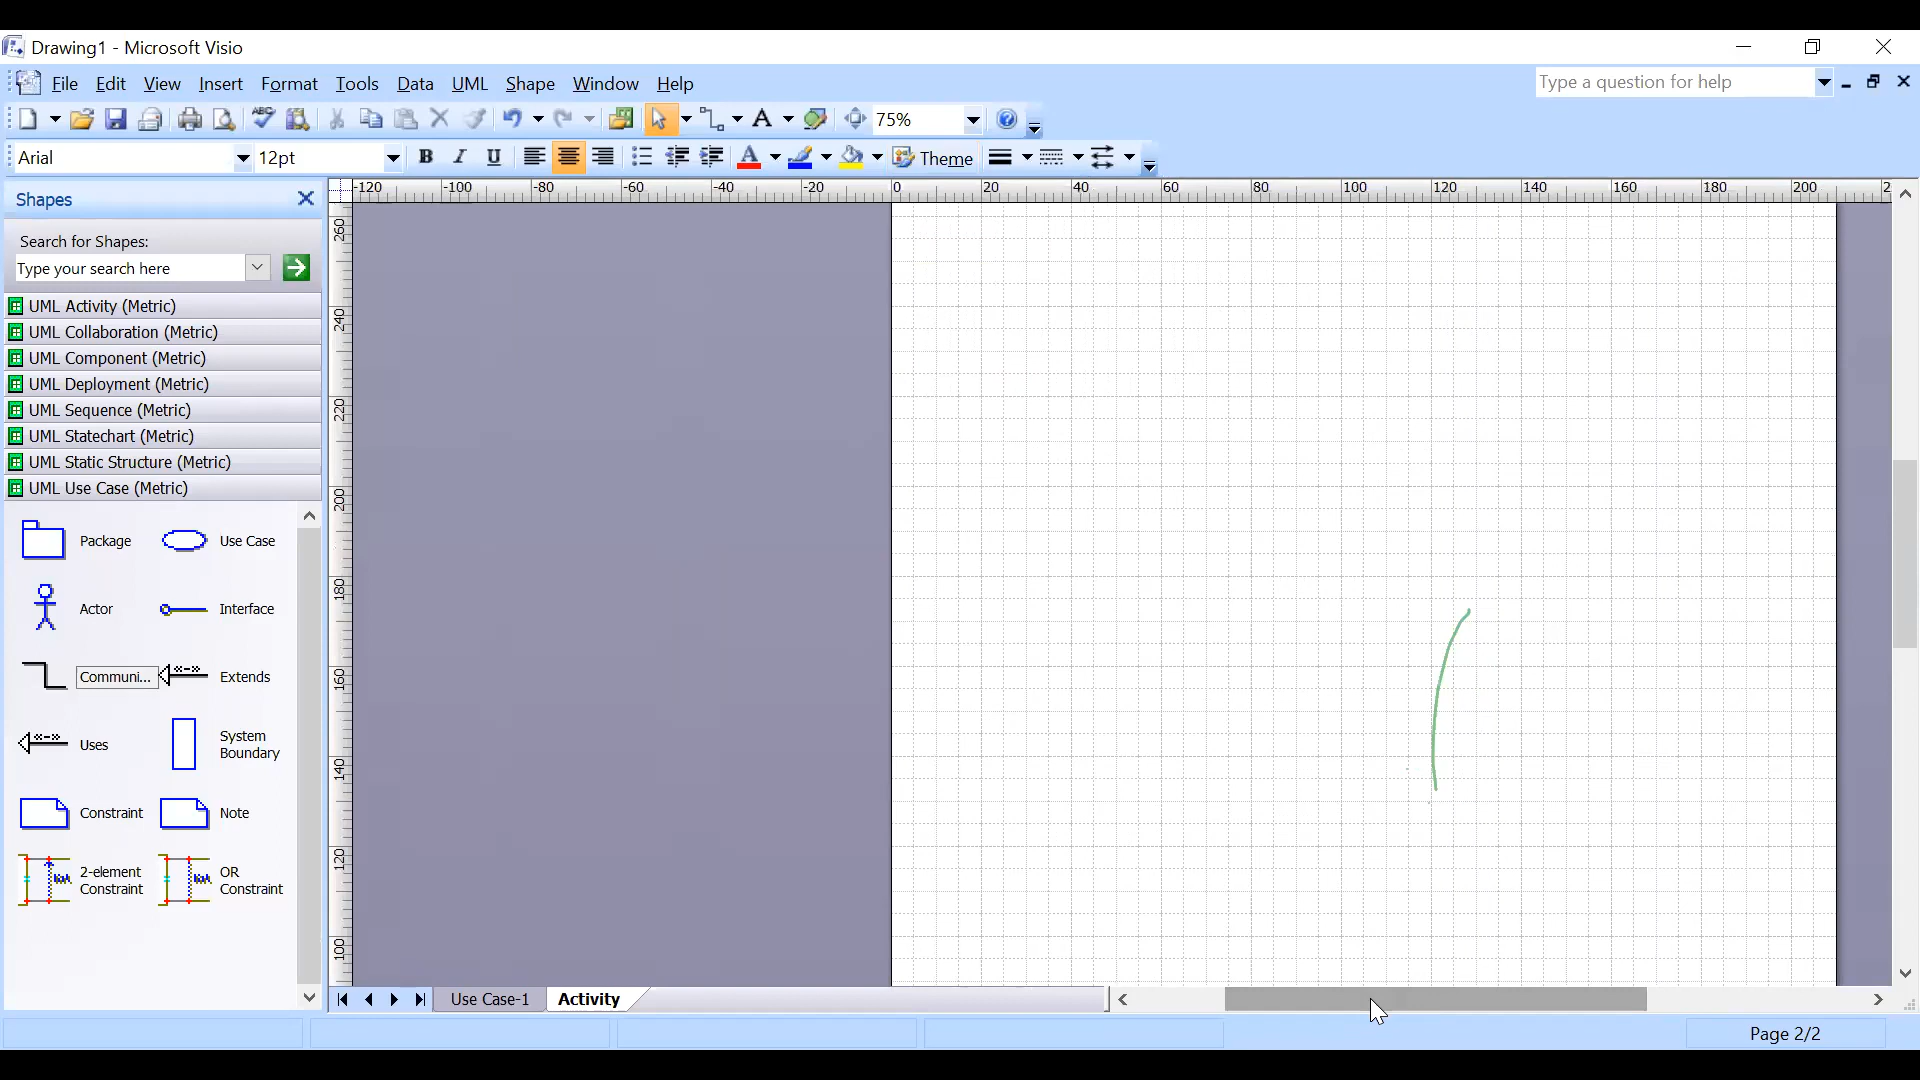 Drawing1 - Microsoft Visio
File Edit View Insert Format Tools Data UML Shape Window Help
Type a question for help
75%
Arial 12pt B I U A Theme
Shapes
-120 -100 -80 -60 -40 -20 0 20 40 60 80 100 120 140 160 180 200 2
Search for Shapes:
Type your search here
UML Activity (Metric)
UML Collaboration (Metric)
UML Component (Metric)
UML Deployment (Metric)
UML Sequence (Metric)
UML Statechart (Metric)
UML Static Structure (Metric)
UML Use Case (Metric)
Package Use Case
Actor Interface
Communi... Extends
Uses System Boundary
Constraint Note
2-element Constraint OR Constraint
260
240
220
200
180
160
140
120
100
Use Case-1 Activity
Page 2/2